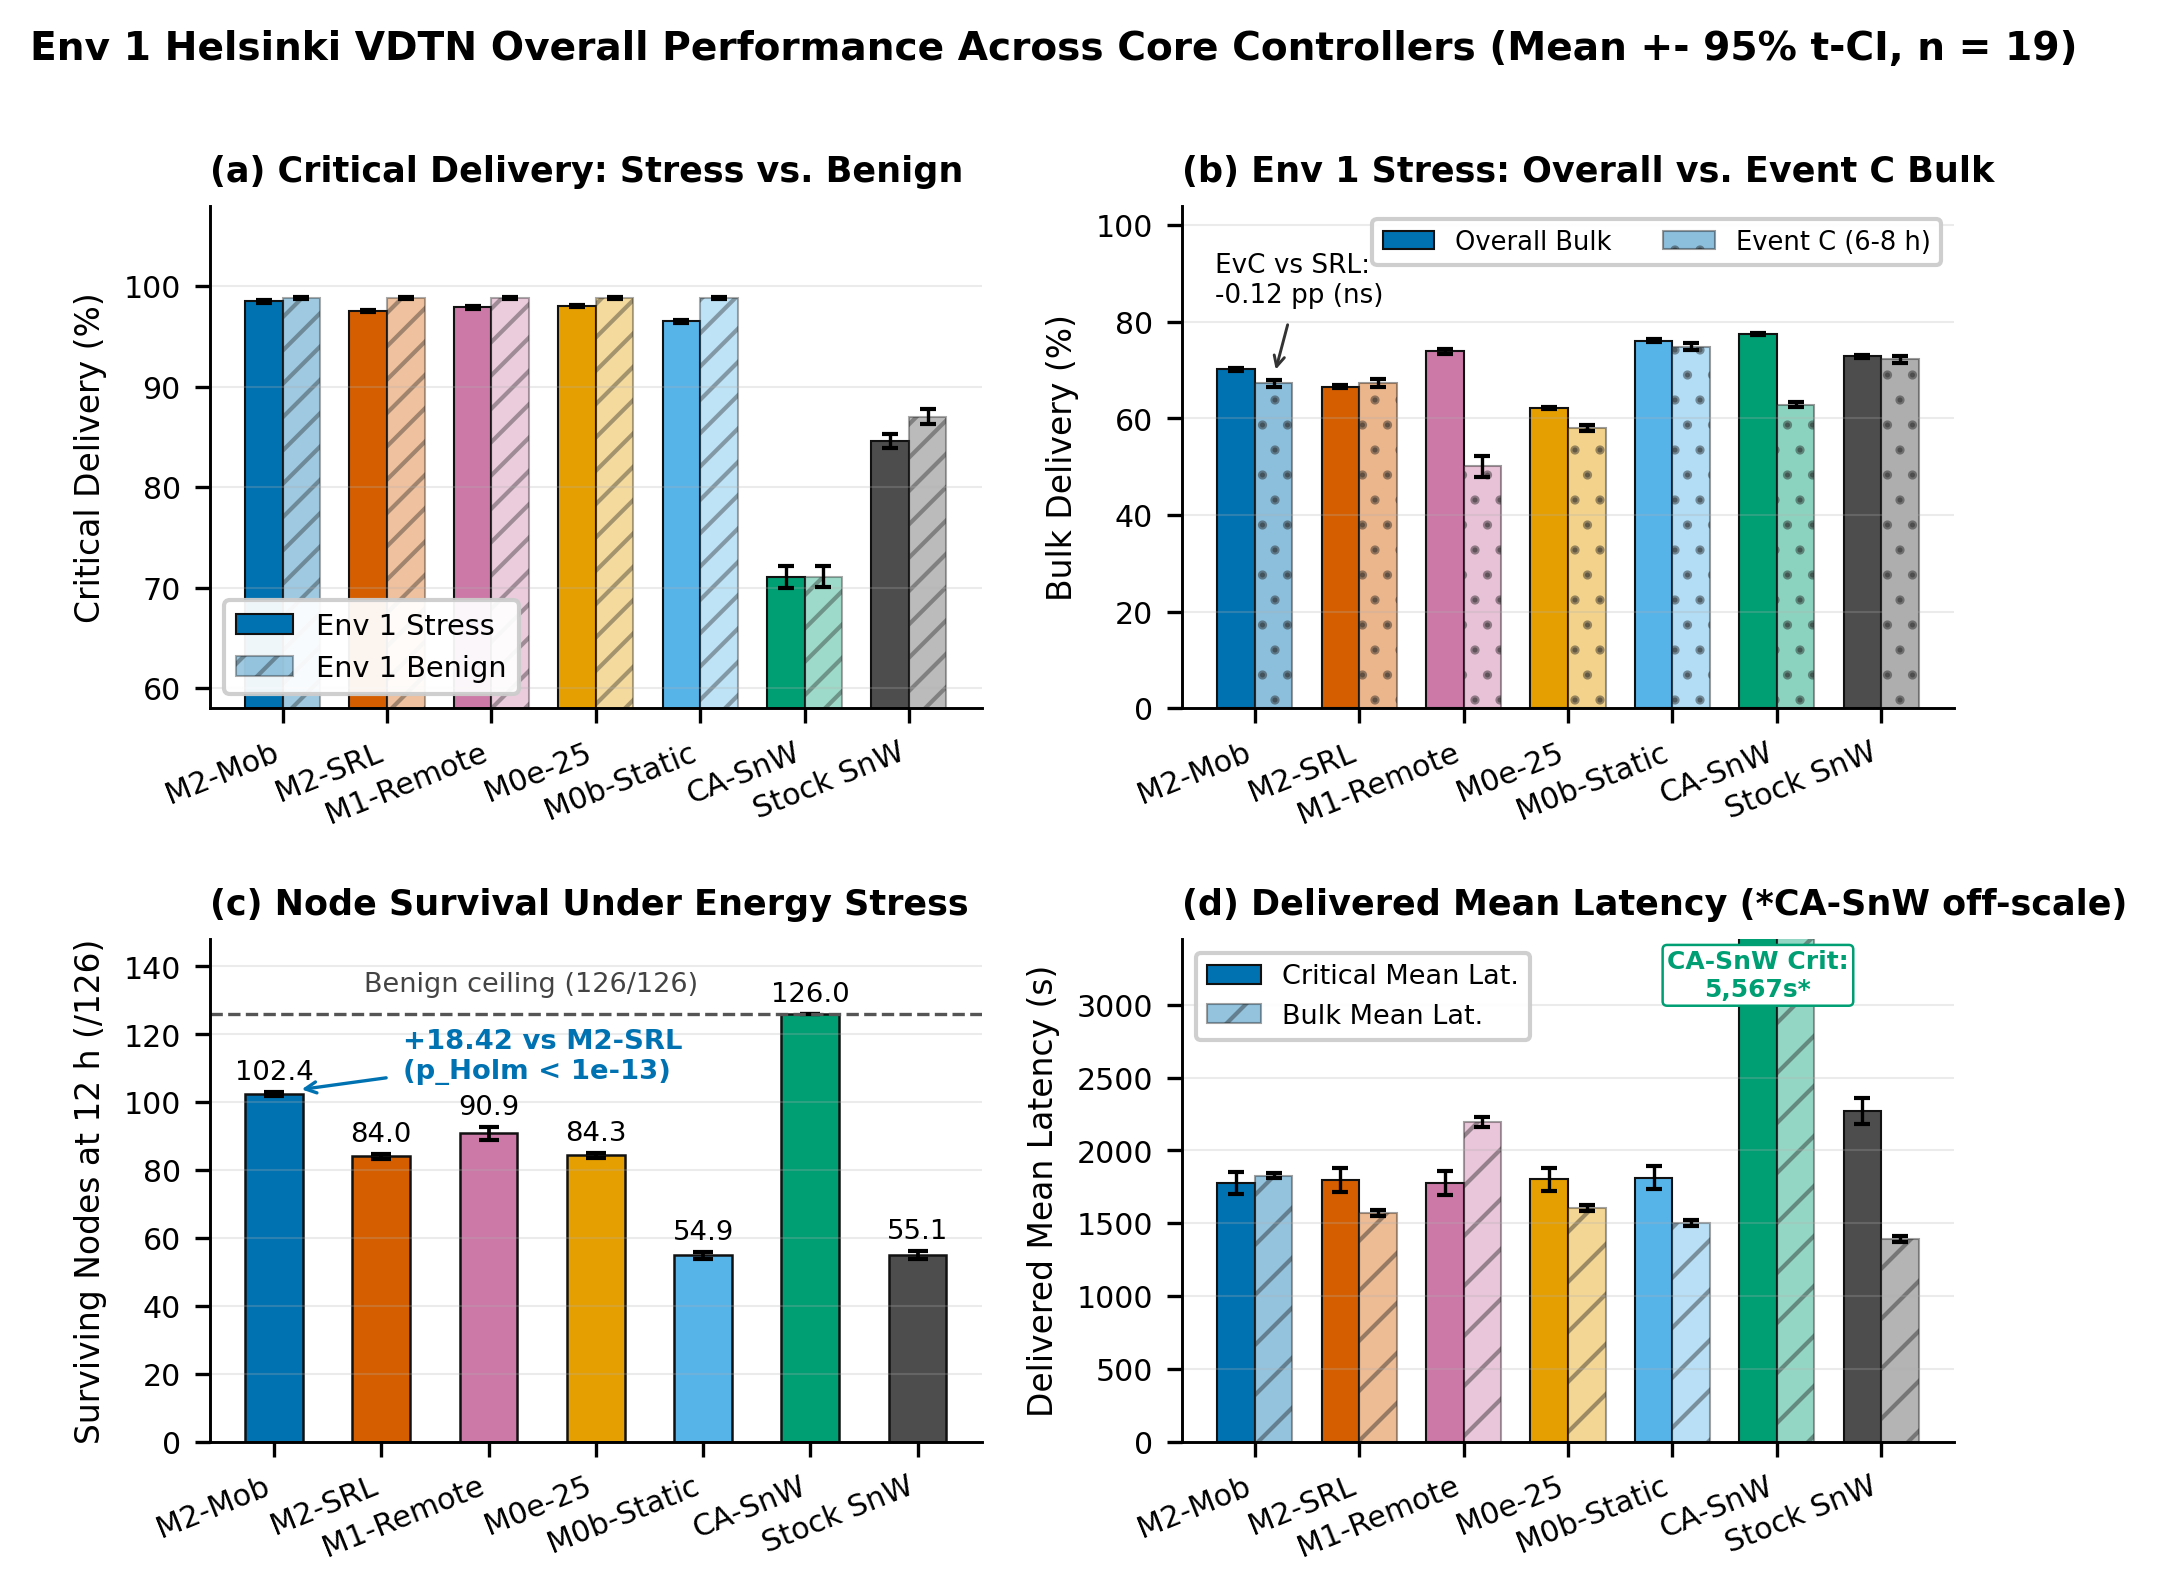 Env 1 Helsinki VDTN Overall Performance Across Core Controllers (Mean +- 95% t-CI, n = 19)
(a) Critical Delivery: Stress vs. Benign
Critical Delivery (%)
100
90
80
70
60
Env 1 Stress
Env 1 Benign
M2-Mob
M2-SRL
M1-Remote
M0e-25
M0b-Static
CA-SnW
Stock SnW
(b) Env 1 Stress: Overall vs. Event C Bulk
Bulk Delivery (%)
100
80
60
40
20
0
Overall Bulk
Event C (6-8 h)
EvC vs SRL:
-0.12 pp (ns)
M2-Mob
M2-SRL
M1-Remote
M0e-25
M0b-Static
CA-SnW
Stock SnW
(c) Node Survival Under Energy Stress
Surviving Nodes at 12 h (/126)
140
120
100
80
60
40
20
0
Benign ceiling (126/126)
+18.42 vs M2-SRL
(p_Holm < 1e-13)
102.4
84.0
90.9
84.3
54.9
126.0
55.1
M2-Mob
M2-SRL
M1-Remote
M0e-25
M0b-Static
CA-SnW
Stock SnW
(d) Delivered Mean Latency (*CA-SnW off-scale)
Delivered Mean Latency (s)
3000
2500
2000
1500
1000
500
0
Critical Mean Lat.
Bulk Mean Lat.
CA-SnW Crit:
5,567s*
M2-Mob
M2-SRL
M1-Remote
M0e-25
M0b-Static
CA-SnW
Stock SnW